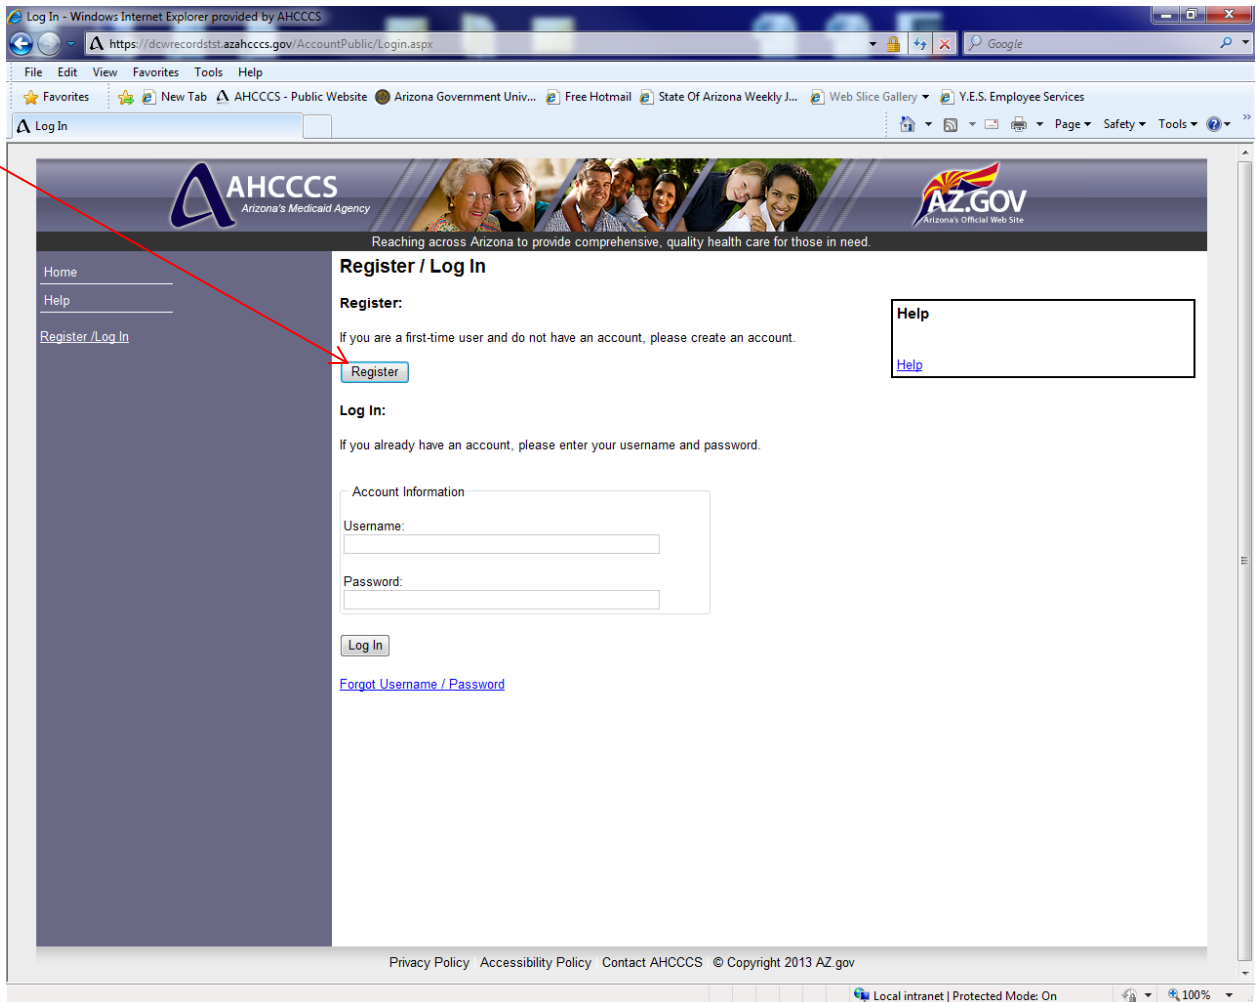 Log In - Windows Internet Explorer provided by AHCCCS
https://dcwrecordstst.azahcccs.gov/AccountPublic/Login.aspx
Google
File Edit View Favorites Tools Help
Favorites New Tab AHCCCS - Public Website Arizona Government Univ... Free Hotmail State Of Arizona Weekly J... Web Slice Gallery Y.E.S. Employee Services
Log In
Page Safety Tools
AHCCCS
Arizona's Medicaid Agency
AZ.GOV
Arizona's Official Web Site
Reaching across Arizona to provide comprehensive, quality health care for those in need.
Home
Help
Register /Log In
Register / Log In
Register:
If you are a first-time user and do not have an account, please create an account.
Register
Help
Help
Log In:
If you already have an account, please enter your username and password.
Account Information
Username:
Password:
Log In
Forgot Username / Password
Privacy Policy Accessibility Policy Contact AHCCCS © Copyright 2013 AZ.gov
Local intranet | Protected Mode: On 100%